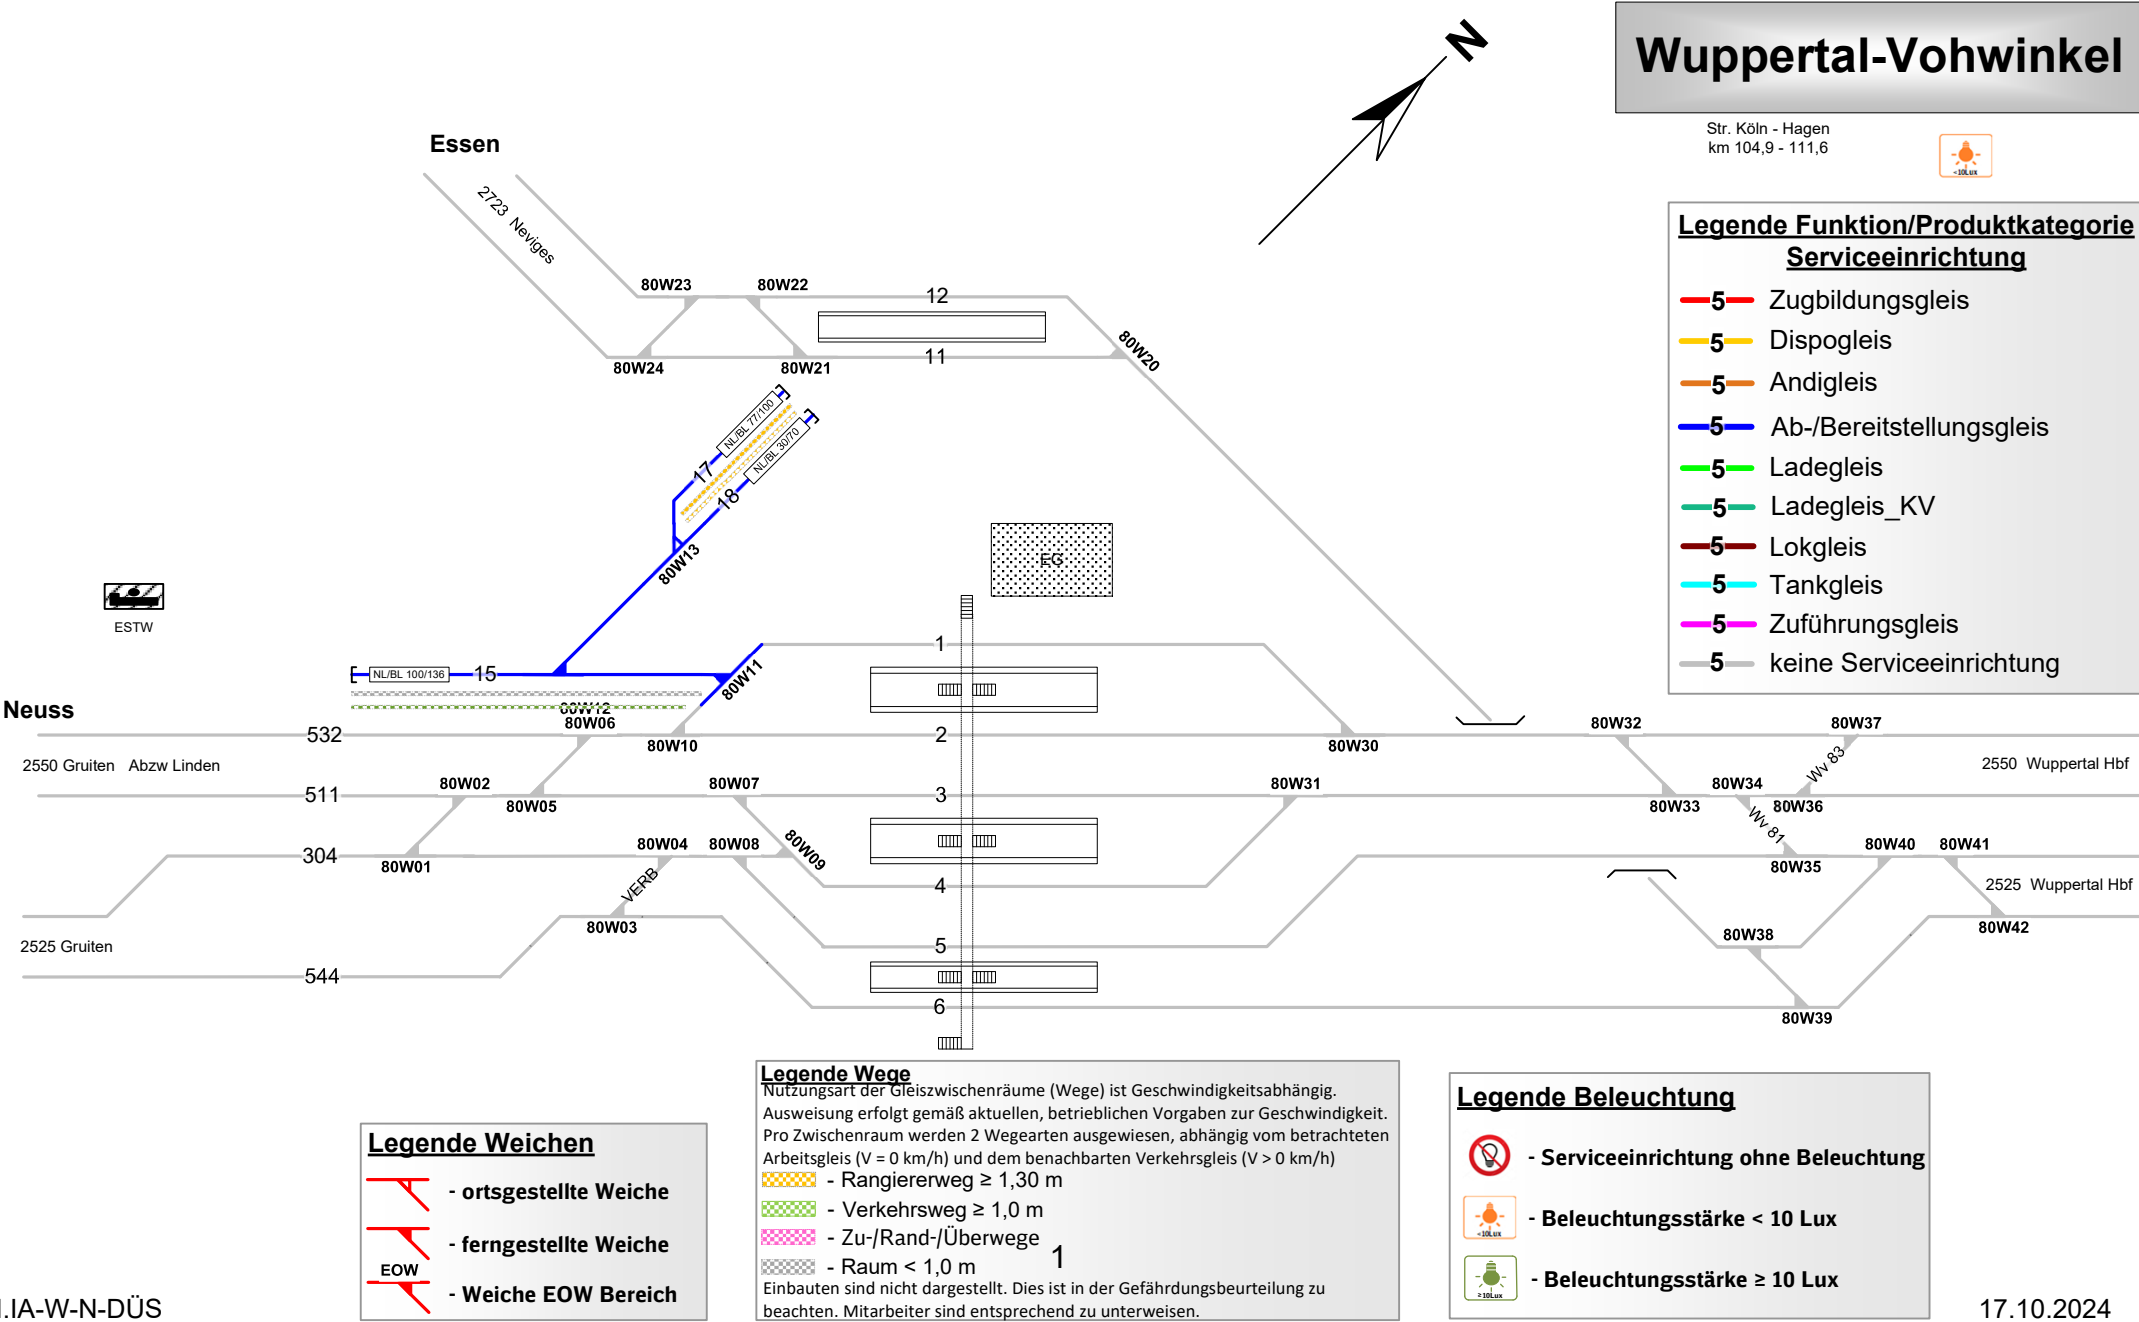 N
Wuppertal-Vohwinkel
Str. Köln - Hagen
km 104,9 - 111,6
<10Lux
Essen
2723 Neviges
80W23
80W22
12
80W20
80W24
80W21
11
Legende Funktion/Produktkategorie
Serviceeinrichtung
5 Zugbildungsgleis
5 Dispogleis
5 Andigleis
5 Ab-/Bereitstellungsgleis
5 Ladegleis
5 Ladegleis_KV
5 Lokgleis
5 Tankgleis
5 Zuführungsgleis
5 keine Serviceeinrichtung
NL/BL 77/100
NL/BL 30/70
17
18
80W13
EG
ESTW
NL/BL 100/136
15
80W11
1
Neuss
80W12
80W06
532
80W10
2
80W30
80W32
80W37
2550 Gruiten Abzw Linden
Wv 83
2550 Wuppertal Hbf
80W02
80W07
80W31
80W34
511
80W05
3
80W33
80W36
Wv 81
80W04
80W08
80W09
80W40
80W41
304
80W01
80W35
VERB
4
2525 Wuppertal Hbf
80W03
80W38
80W42
2525 Gruiten
5
544
6
80W39
Legende Weichen
- ortsgestellte Weiche
- ferngestellte Weiche
EOW
- Weiche EOW Bereich
Legende Wege
Nutzungsart der Gleiszwischenräume (Wege) ist Geschwindigkeitsabhängig.
Ausweisung erfolgt gemäß aktuellen, betrieblichen Vorgaben zur Geschwindigkeit.
Pro Zwischenraum werden 2 Wegearten ausgewiesen, abhängig vom betrachteten
Arbeitsgleis (V = 0 km/h) und dem benachbarten Verkehrsgleis (V > 0 km/h)
- Rangiererweg ≥ 1,30 m
- Verkehrsweg ≥ 1,0 m
- Zu-/Rand-/Überwege
- Raum < 1,0 m
1
Einbauten sind nicht dargestellt. Dies ist in der Gefährdungsbeurteilung zu
beachten. Mitarbeiter sind entsprechend zu unterweisen.
Legende Beleuchtung
- Serviceeinrichtung ohne Beleuchtung
<10Lux
- Beleuchtungsstärke < 10 Lux
≥10Lux
- Beleuchtungsstärke ≥ 10 Lux
I.IA-W-N-DÜS
17.10.2024